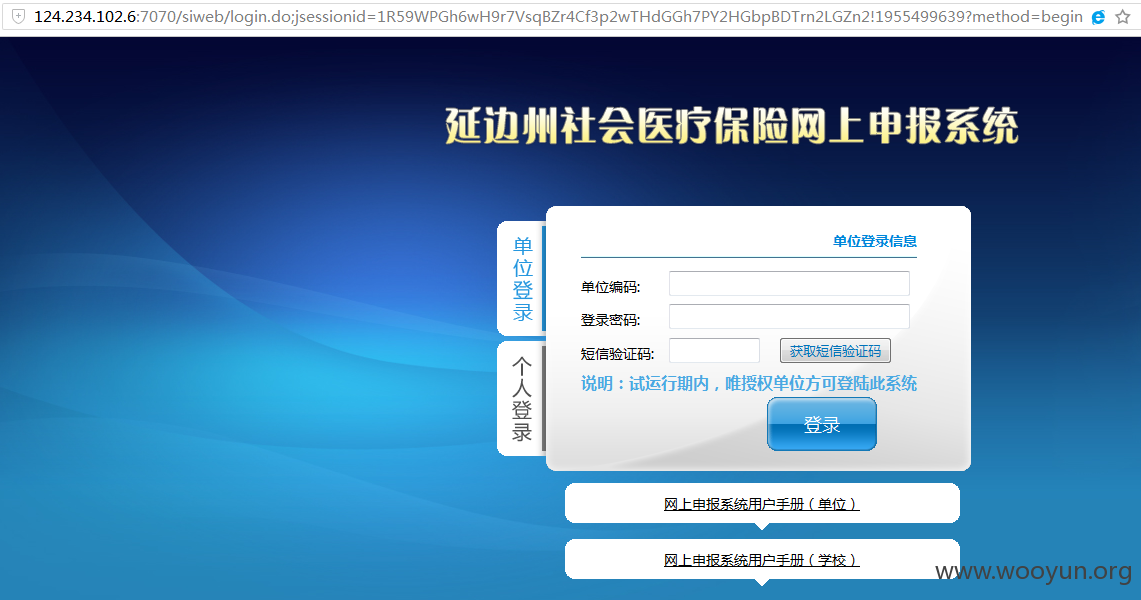 124.234.102.6:7070/siweb/login.do;jsessionid=1R59WPGh6wH9r7VsqBZr4Cf3p2wTHdGGh7PY2HGbpBDTrn2LGZn2!1955499639?method=begin
延边州社会医疗保险网上申报系统
单位登录
个人登录
单位登录信息
单位编码:
登录密码:
短信验证码: 获取短信验证码
说明：试运行期内，唯授权单位方可登陆此系统
登录
网上申报系统用户手册（单位）
网上申报系统用户手册（学校）
www.wooyun.org